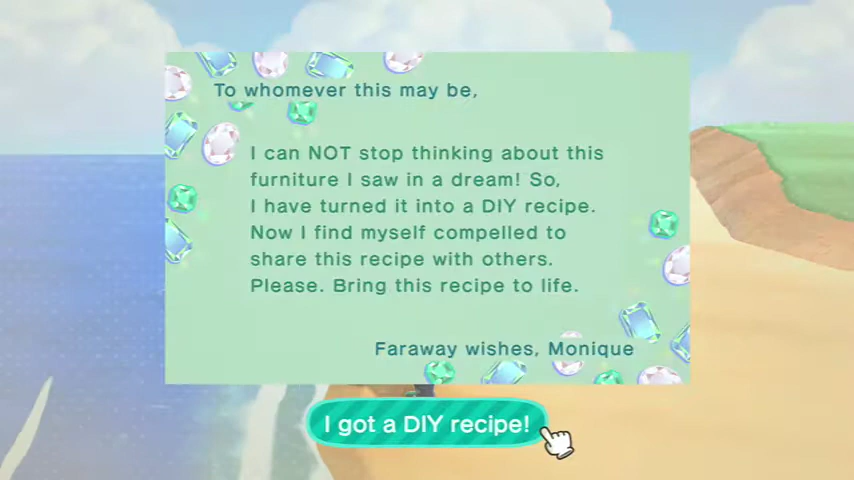 To whomever this may be,
I can NOT stop thinking about this
furniture I saw in a dream! So,
I have turned it into a DIY recipe.
Now I find myself compelled to
share this recipe with others.
Please. Bring this recipe to life.
Faraway wishes, Monique
I got a DIY recipe!